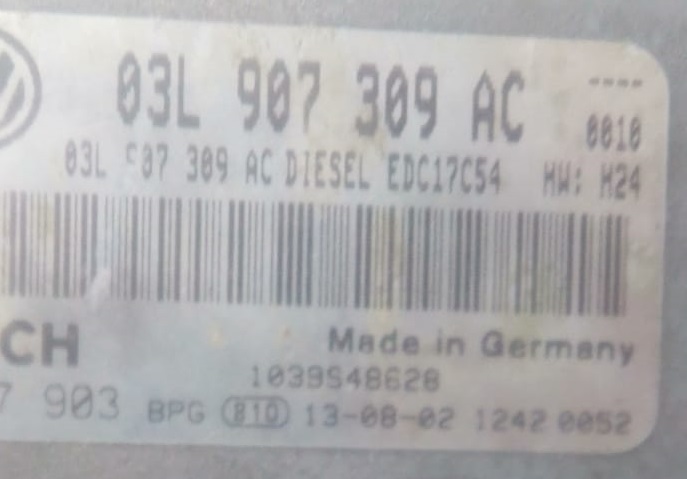 03L 907 309 AC ----
0010
03L 907 309 AC DIESEL EDC17C54 HW: H24
CH
Made in Germany
1039S48628
7 903 BPG B10 13-08-02 1242 0052